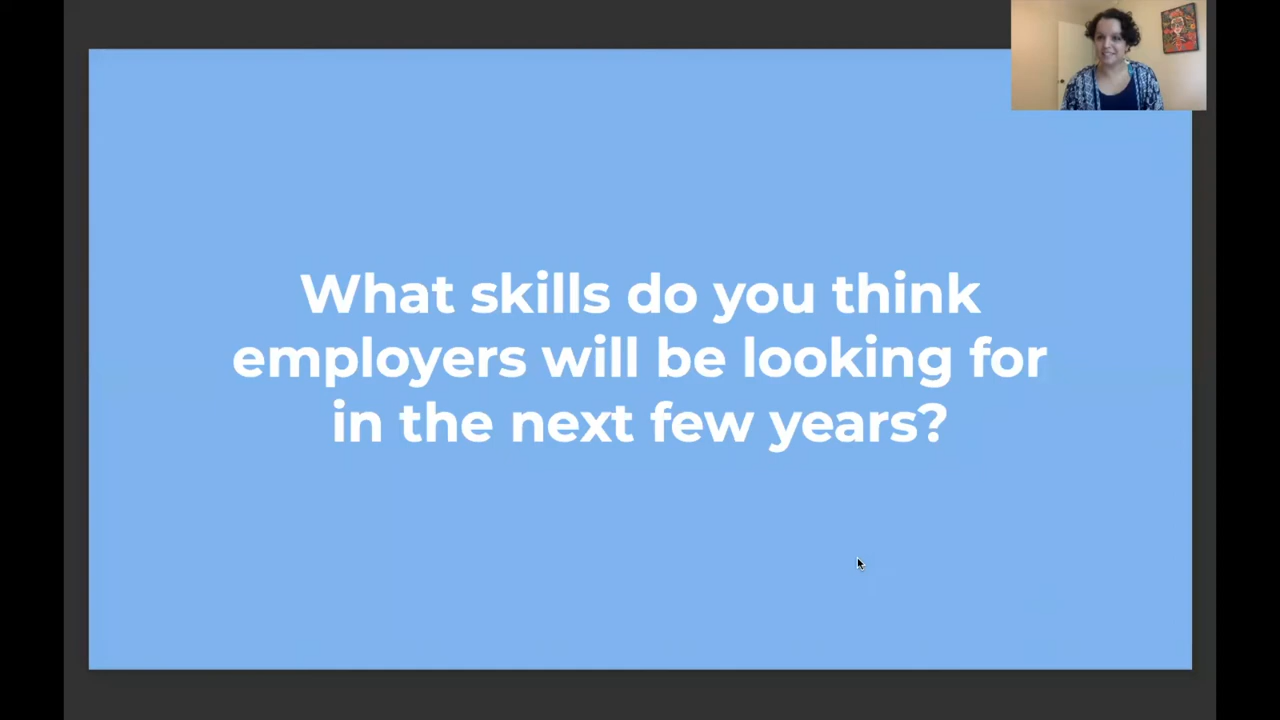 What skills do you think
employers will be looking for
in the next few years?